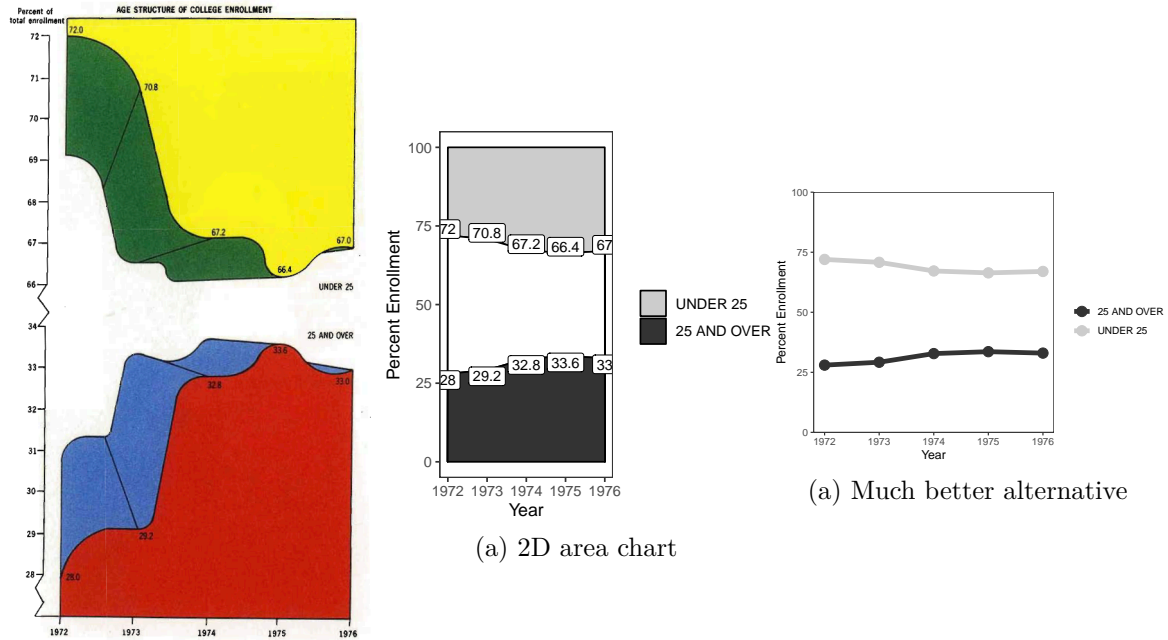 Percent of
total enrollment
AGE STRUCTURE OF COLLEGE ENROLLMENT
72
71
70
69
68
67
66
34
33
32
31
30
29
28
72.0
70.8
67.2
66.4
67.0
UNDER 25
25 AND OVER
33.6
33.0
32.8
29.2
28.0
1972
1973
1974
1975
1976
Percent Enrollment
100
75
50
25
0
72
70.8
67.2
66.4
67
28
29.2
32.8
33.6
33
1972 1973 1974 1975 1976
Year
UNDER 25
25 AND OVER
(a) 2D area chart
Percent Enrollment
100
75
50
25
0
1972 1973 1974 1975 1976
Year
25 AND OVER
UNDER 25
(a) Much better alternative